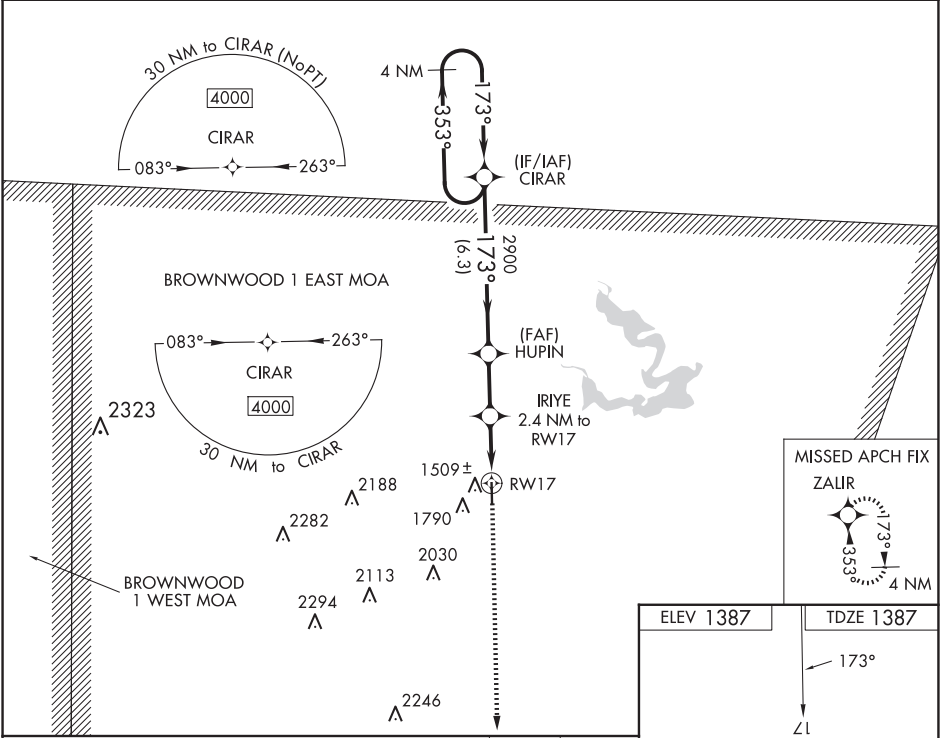 30 NM to CIRAR (NoPT)
4000
CIRAR
083°
263°
4 NM
353°
173°
(IF/IAF)
CIRAR
2900
173°
(6.3)
BROWNWOOD 1 EAST MOA
083°
263°
CIRAR
4000
30 NM to CIRAR
(FAF)
HUPIN
IRIYE
2.4 NM to
RW17
2323
1509±
RW17
2188
1790
2282
2030
2113
2294
2246
BROWNWOOD
1 WEST MOA
MISSED APCH FIX
ZALIR
173°
353°
4 NM
ELEV 1387
TDZE 1387
173°
17